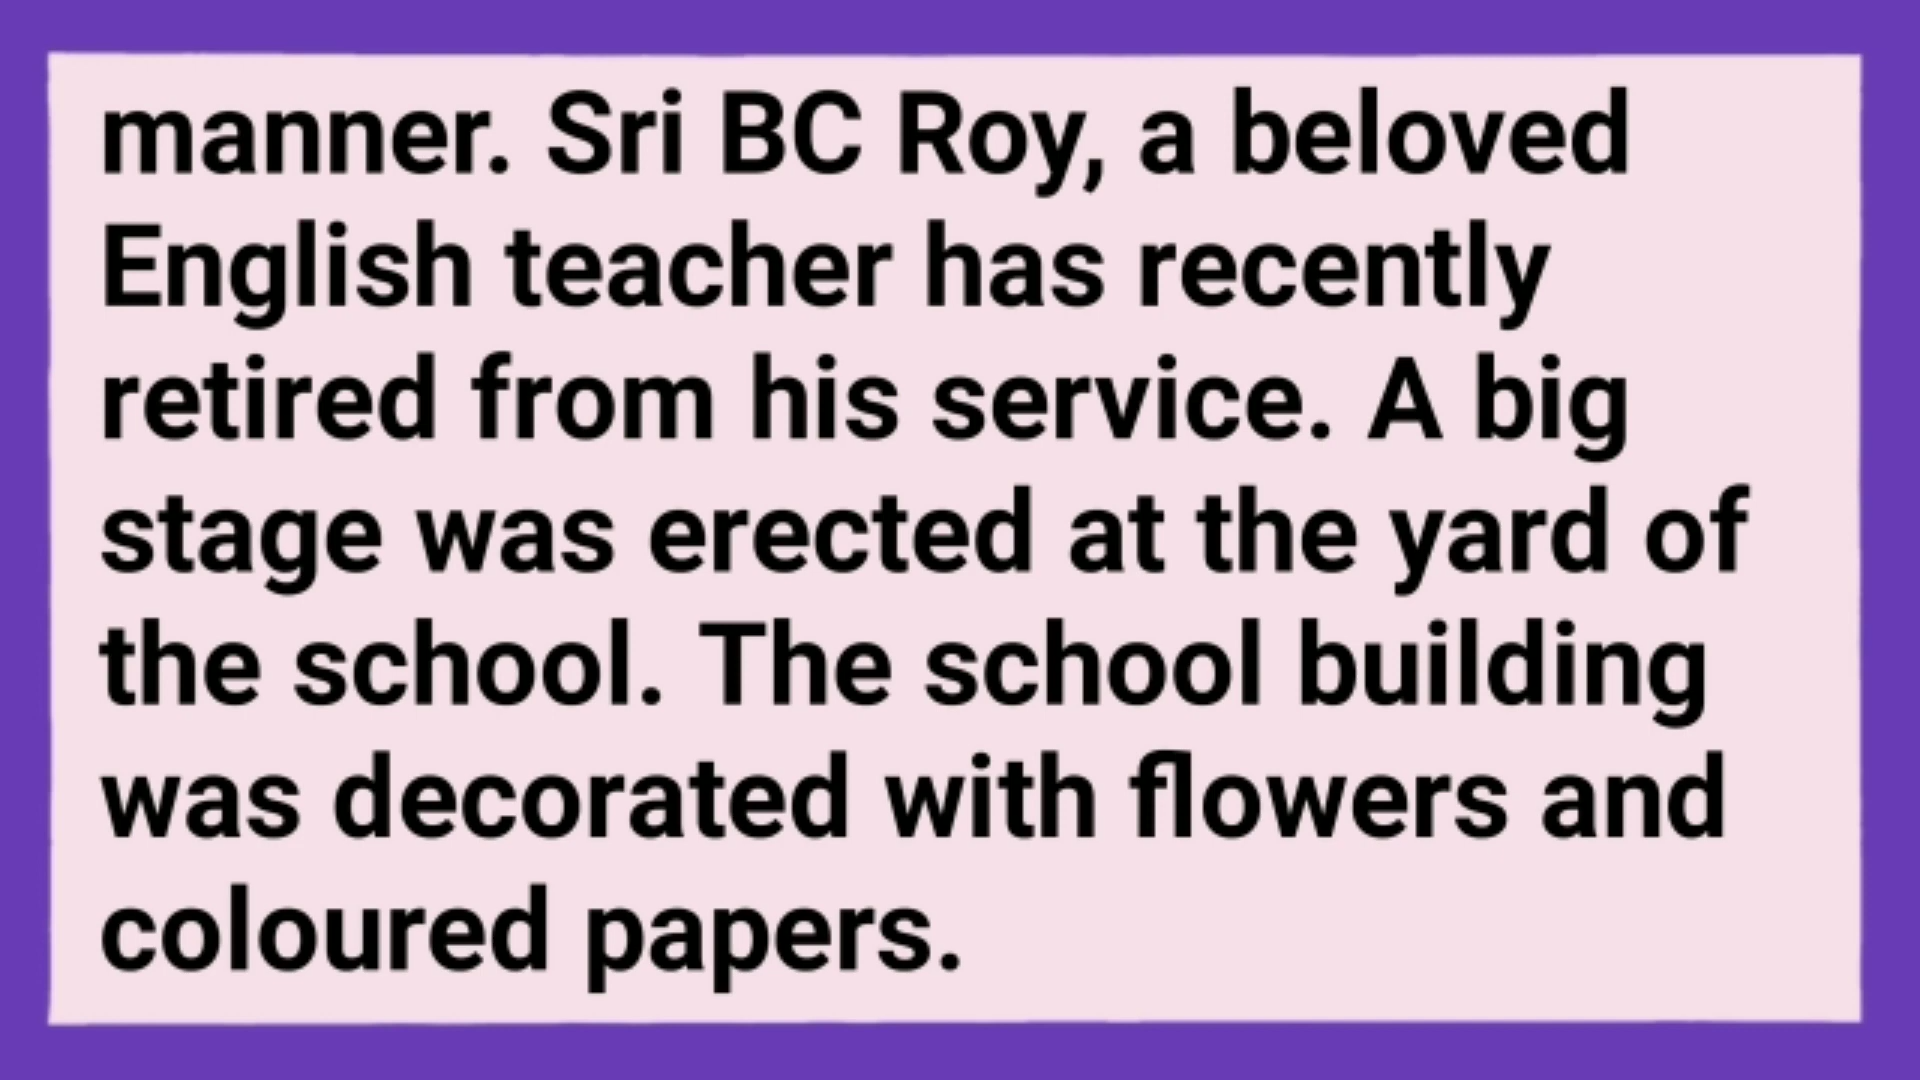 manner. Sri BC Roy, a beloved
English teacher has recently
retired from his service. A big
stage was erected at the yard of
the school. The school building
was decorated with flowers and
coloured papers.